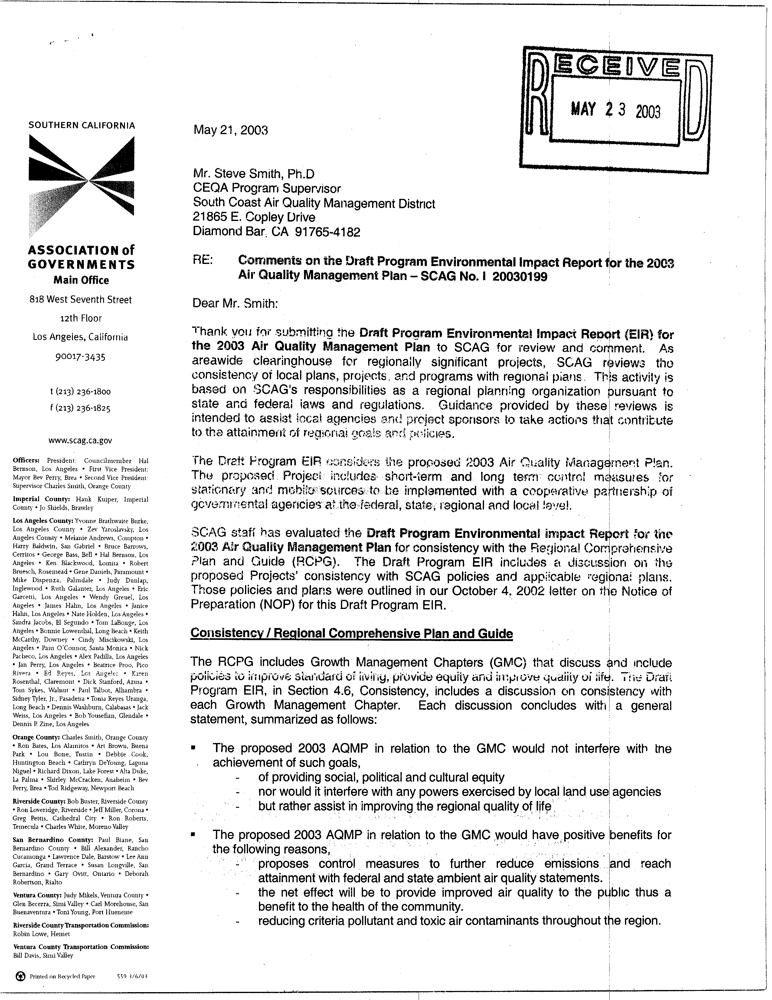 RECEIVED
MAY 23 2003
SOUTHERN CALIFORNIA
ASSOCIATION of
GOVERNMENTS
Main Office
818 West Seventh Street
12th Floor
Los Angeles, California
90017-3435
t (213) 236-1800
f (213) 236-1825
www.scag.ca.gov
Officers: President: Councilmember Hal
Bernson, Los Angeles • First Vice President:
Mayor Bev Perry, Brea • Second Vice President:
Supervisor Charles Smith, Orange County
Imperial County: Hank Kuiper, Imperial
County • Jo Shields, Brawley
Los Angeles County: Yvonne Brathwaite Burke,
Los Angeles County • Zev Yaroslavsky, Los
Angeles County • Melanie Andrews, Compton •
Harry Baldwin, San Gabriel • Bruce Barrows,
Cerritos • George Bass, Bell • Hal Bernson, Los
Angeles • Ken Blackwood, Lomita • Robert
Bruesch, Rosemead • Gene Daniels, Paramount •
Mike Dispenza, Palmdale • Judy Dunlap,
Inglewood • Ruth Galanter, Los Angeles • Eric
Garcetti, Los Angeles • Wendy Greuel, Los
Angeles • James Hahn, Los Angeles • Janice
Hahn, Los Angeles • Nate Holden, Los Angeles •
Sandra Jacobs, El Segundo • Tom LaBonge, Los
Angeles • Bonnie Lowenthal, Long Beach • Keith
McCarthy, Downey • Cindy Miscikowski, Los
Angeles • Pam O'Connor, Santa Monica • Nick
Pacheco, Los Angeles • Alex Padilla, Los Angeles
• Jan Perry, Los Angeles • Beatrice Proo, Pico
Rivera • Ed Reyes, Los Angeles • Karen
Rosenthal, Claremont • Dick Stanford, Azusa •
Tom Sykes, Walnut • Paul Talbot, Alhambra •
Sidney Tyler, Jr., Pasadena • Tonia Reyes Uranga,
Long Beach • Dennis Washburn, Calabasas • Jack
Weiss, Los Angeles • Bob Yousefian, Glendale •
Dennis P. Zine, Los Angeles
Orange County: Charles Smith, Orange County
• Ron Bates, Los Alamitos • Art Brown, Buena
Park • Lou Bone, Tustin • Debbie Cook,
Huntington Beach • Cathryn DeYoung, Laguna
Niguel • Richard Dixon, Lake Forest • Alta Duke,
La Palma • Shirley McCracken, Anaheim • Bev
Perry, Brea • Tod Ridgeway, Newport Beach
Riverside County: Bob Buster, Riverside County
• Ron Loveridge, Riverside • Jeff Miller, Corona •
Greg Pettis, Cathedral City • Ron Roberts,
Temecula • Charles White, Moreno Valley
San Bernardino County: Paul Biane, San
Bernardino County • Bill Alexander, Rancho
Cucamonga • Lawrence Dale, Barstow • Lee Ann
Garcia, Grand Terrace • Susan Longville, San
Bernardino • Gary Ovitt, Ontario • Deborah
Robertson, Rialto
Ventura County: Judy Mikels, Ventura County •
Glen Becerra, Simi Valley • Carl Morehouse, San
Buenaventura • Toni Young, Port Hueneme
Riverside County Transportation Commission:
Robin Lowe, Hemet
Ventura County Transportation Commission:
Bill Davis, Simi Valley
Printed on Recycled Paper 559-3/6/03
May 21, 2003
Mr. Steve Smith, Ph.D
CEQA Program Supervisor
South Coast Air Quality Management District
21865 E. Copley Drive
Diamond Bar, CA 91765-4182
RE: Comments on the Draft Program Environmental Impact Report for the 2003
Air Quality Management Plan – SCAG No. I 20030199
Dear Mr. Smith:
Thank you for submitting the Draft Program Environmental Impact Report (EIR) for
the 2003 Air Quality Management Plan to SCAG for review and comment. As
areawide clearinghouse for regionally significant projects, SCAG reviews the
consistency of local plans, projects, and programs with regional plans. This activity is
based on SCAG's responsibilities as a regional planning organization pursuant to
state and federal laws and regulations. Guidance provided by these reviews is
intended to assist local agencies and project sponsors to take actions that contribute
to the attainment of regional goals and policies.
The Draft Program EIR considers the proposed 2003 Air Quality Management Plan.
The proposed Project includes short-term and long term control measures for
stationary and mobile sources to be implemented with a cooperative partnership of
governmental agencies at the federal, state, regional and local level.
SCAG staff has evaluated the Draft Program Environmental Impact Report for the
2003 Air Quality Management Plan for consistency with the Regional Comprehensive
Plan and Guide (RCPG). The Draft Program EIR includes a discussion on the
proposed Projects' consistency with SCAG policies and applicable regional plans.
Those policies and plans were outlined in our October 4, 2002 letter on the Notice of
Preparation (NOP) for this Draft Program EIR.
Consistency / Regional Comprehensive Plan and Guide
The RCPG includes Growth Management Chapters (GMC) that discuss and include
policies to improve standard of living, provide equity and improve quality of life. The Draft
Program EIR, in Section 4.6, Consistency, includes a discussion on consistency with
each Growth Management Chapter. Each discussion concludes with a general
statement, summarized as follows:
▪ The proposed 2003 AQMP in relation to the GMC would not interfere with the
achievement of such goals,
- of providing social, political and cultural equity
- nor would it interfere with any powers exercised by local land use agencies
- but rather assist in improving the regional quality of life
▪ The proposed 2003 AQMP in relation to the GMC would have positive benefits for
the following reasons,
- proposes control measures to further reduce emissions and reach
attainment with federal and state ambient air quality statements.
- the net effect will be to provide improved air quality to the public thus a
benefit to the health of the community.
- reducing criteria pollutant and toxic air contaminants throughout the region.